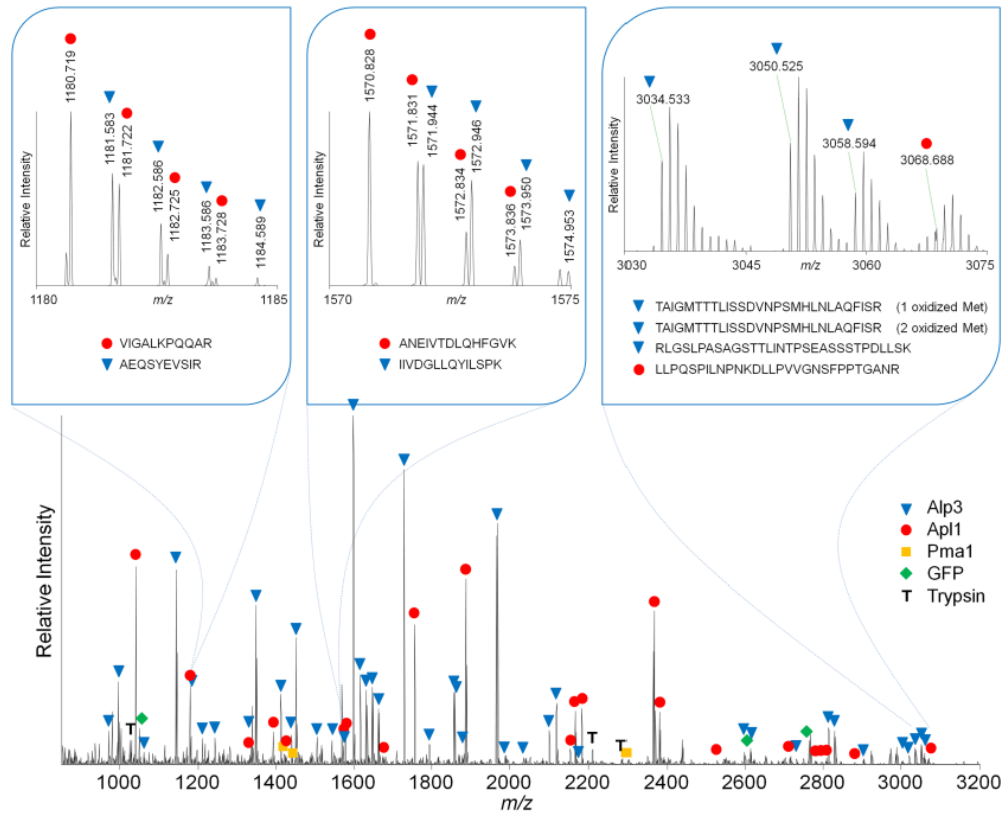 1180.719
1181.583
1181.722
1182.586
1182.725
1183.586
1183.728
1184.589
Relative Intensity
1180
m/z
1185
VIGALKPQQAR
AEQSYEVSIR
1570.828
1571.831
1571.944
1572.834
1572.946
1573.836
1573.950
1574.953
Relative Intensity
1570
m/z
1575
ANEIVTDLQHFGVK
IIVDGLLQYILSPK
3034.533
3050.525
3058.594
3068.688
Relative Intensity
3030
3045
m/z
3060
3075
TAIGMTTTLISSDVNPSMHLNLAQFISR (1 oxidized Met)
TAIGMTTTLISSDVNPSMHLNLAQFISR (2 oxidized Met)
RLGSLPASAGSTTLINTPSEASSSTPDLLSK
LLPQSPILNPNKDLLPVVGNSFPPTGANR
Relative Intensity
Alp3
Apl1
Pma1
GFP
T Trypsin
T
T
T
1000 1200 1400 1600 1800 2000 2200 2400 2600 2800 3000 3200
m/z